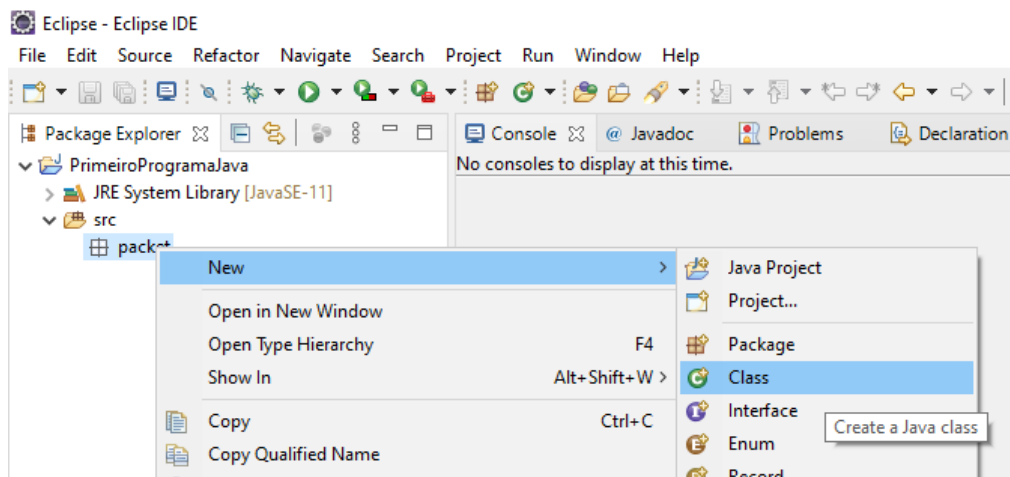 Eclipse - Eclipse IDE
File Edit Source Refactor Navigate Search Project Run Window Help
Package Explorer
Console @ Javadoc Problems Declaration
PrimeiroProgramaJava
No consoles to display at this time.
JRE System Library [JavaSE-11]
src
packet
New > Java Project
Project...
Open in New Window
Open Type Hierarchy F4 Package
Show In Alt+Shift+W > Class
Copy Ctrl+C Interface
Create a Java class
Copy Qualified Name Enum
Record